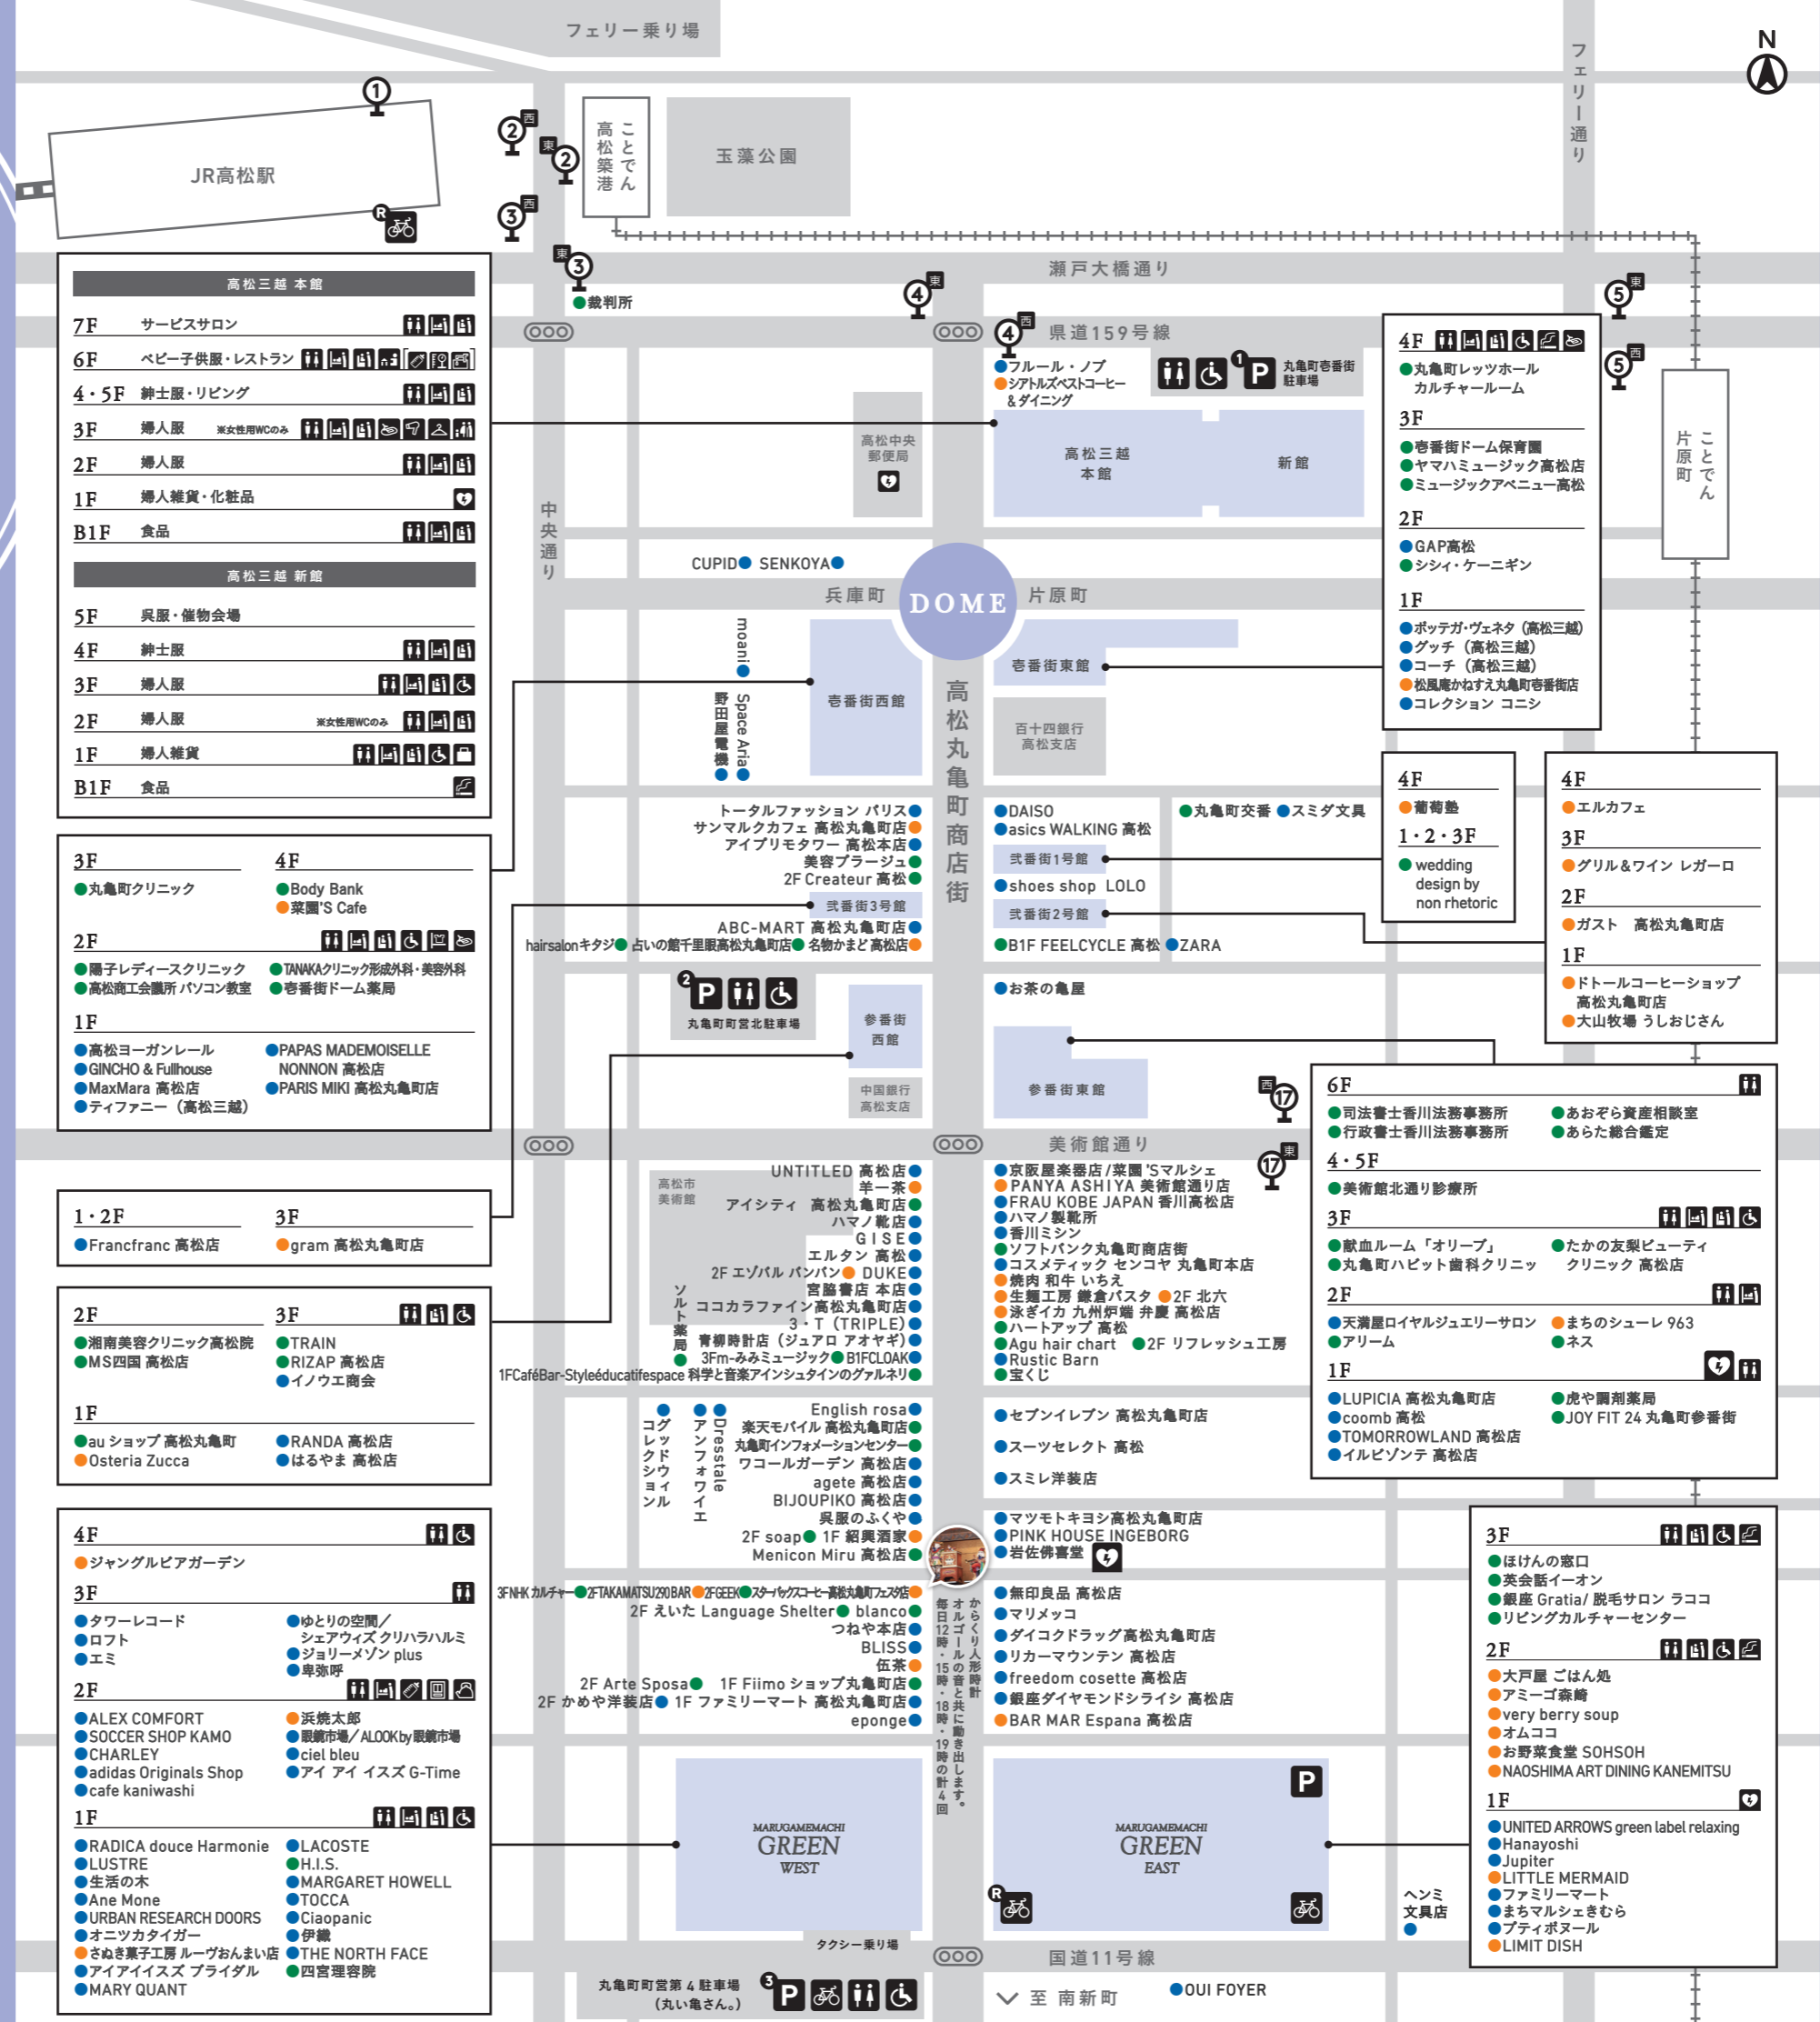 フェリー乗り場
N
フェリー通り
1
JR高松駅
R
2 西
東 2
3 西
東 3
ことでん
高松築港
玉藻公園
瀬戸大橋通り
裁判所
4 東
4 西
県道159号線
5 東
5 西
ことでん
片原町
フルール・ノブ
シアトルズベストコーヒー
&ダイニング
1 P 丸亀町壱番街
駐車場
高松中央
郵便局
高松三越
本館
新館
中央通り
CUPID SENKOYA
兵庫町
DOME
片原町
moani
Space Aria
野田屋電機
壱番街西館
壱番街東館
百十四銀行
高松支店
高松丸亀町商店街
高松三越 本館
7F サービスサロン
6F ベビー子供服・レストラン
4・5F 紳士服・リビング
3F 婦人服 ※女性用WCのみ
2F 婦人服
1F 婦人雑貨・化粧品
B1F 食品
高松三越 新館
5F 呉服・催物会場
4F 紳士服
3F 婦人服
2F 婦人服 ※女性用WCのみ
1F 婦人雑貨
B1F 食品
4F
丸亀町レッツホール
カルチャールーム
3F
壱番街ドーム保育園
ヤマハミュージック高松店
ミュージックアベニュー高松
2F
GAP高松
シシィ・ケーニギン
1F
ボッテガ・ヴェネタ（高松三越）
グッチ（高松三越）
コーチ（高松三越）
松風庵かねすえ丸亀町壱番街店
コレクション コニシ
4F
葡萄塾
1・2・3F
wedding
design by
non rhetoric
4F
エルカフェ
3F
グリル&ワイン レガーロ
2F
ガスト 高松丸亀町店
1F
ドトールコーヒーショップ
高松丸亀町店
大山牧場 うしおじさん
3F
丸亀町クリニック
4F
Body Bank
菜園'S Cafe
2F
陽子レディースクリニック
TANAKAクリニック形成外科・美容外科
高松商工会議所 パソコン教室
壱番街ドーム薬局
1F
高松ヨーガンレール
GINCHO & Fullhouse
MaxMara 高松店
ティファニー（高松三越）
PAPAS MADEMOISELLE
NONNON 高松店
PARIS MIKI 高松丸亀町店
トータルファッション パリス
サンマルクカフェ 高松丸亀町店
アイプリモタワー 高松本店
美容プラージュ
2F Createur 高松
弐番街3号館
ABC-MART 高松丸亀町店
hairsalonキタジ 占いの館千里眼高松丸亀町店 名物かまど 高松店
DAISO
asics WALKING 高松
丸亀町交番 スミダ文具
弐番街1号館
shoes shop LOLO
弐番街2号館
B1F FEELCYCLE 高松 ZARA
2 P
丸亀町町営北駐車場
参番街
西館
中国銀行
高松支店
お茶の亀屋
参番街東館
西 17
17 東
美術館通り
6F
司法書士香川法務事務所
あおぞら資産相談室
行政書士香川法務事務所
あらた総合鑑定
4・5F
美術館北通り診療所
3F
献血ルーム「オリーブ」
たかの友梨ビューティ
クリニック 高松店
丸亀町ハピット歯科クリニッ
2F
天満屋ロイヤルジュエリーサロン
まちのシューレ 963
アリーム
ネス
1F
LUPICIA 高松丸亀町店
虎や調剤薬局
coomb 高松
JOY FIT 24 丸亀町参番街
TOMORROWLAND 高松店
イルビゾンテ 高松店
1・2F
Francfranc 高松店
3F
gram 高松丸亀町店
2F
湘南美容クリニック高松院
MS四国 高松店
3F
TRAIN
RIZAP 高松店
イノウエ商会
1F
auショップ 高松丸亀町
Osteria Zucca
RANDA 高松店
はるやま 高松店
高松市
美術館
UNTITLED 高松店
羊一茶
アイシティ 高松丸亀町店
ハマノ靴店
GISE
エルタン 高松
2F エゾバル バンバン DUKE
宮脇書店 本店
ココカラファイン高松丸亀町店
3・T（TRIPLE）
青柳時計店（ジュアロ アオヤギ）
3Fm-みみミュージック B1FCLOAK
1FCaféBar-Styleéducatifespace 科学と音楽アインシュタインのグァルネリ
ソルト薬局
京阪屋楽器店/菜園'Sマルシェ
PANYA ASHIYA 美術館通り店
FRAU KOBE JAPAN 香川高松店
ハマノ製靴所
香川ミシン
ソフトバンク丸亀町商店街
コスメティック センコヤ 丸亀町本店
焼肉 和牛 いちえ
生麺工房 鎌倉パスタ 2F 北六
泳ぎイカ 九州炉端 弁慶 高松店
ハートアップ 高松
Agu hair chart 2F リフレッシュ工房
Rustic Barn
宝くじ
グッドウィル
コレクション
アンフォワイエ
Dresstale
English rosa
楽天モバイル 高松丸亀町店
丸亀町インフォメーションセンター
ワコールガーデン 高松店
agete 高松店
BIJOUPIKO 高松店
呉服のふくや
2F soap 1F 紹興酒家
Menicon Miru 高松店
3FNHKカルチャー 2FTAKAMATSU290BAR 2FGEEK スターバックスコーヒー高松丸亀町フェスタ店
2F えいた Language Shelter blanco
つねや本店
BLISS
伍茶
2F Arte Sposa 1F Fiimo ショップ丸亀町店
2F かめや洋装店 1F ファミリーマート 高松丸亀町店
eponge
セブンイレブン 高松丸亀町店
スーツセレクト 高松
スミレ洋装店
マツモトキヨシ高松丸亀町店
PINK HOUSE INGEBORG
岩佐佛喜堂
無印良品 高松店
マリメッコ
ダイコクドラッグ高松丸亀町店
リカーマウンテン 高松店
freedom cosette 高松店
銀座ダイヤモンドシライシ 高松店
BAR MAR Espana 高松店
からくり人形時計
オルゴールの音と共に動き出します。
毎日12時・15時・18時・19時の計4回
4F
ジャングルビアガーデン
3F
タワーレコード
ロフト
エミ
ゆとりの空間／
シェアウィズ クリハラハルミ
ジョリーメゾン plus
卑弥呼
2F
ALEX COMFORT
SOCCER SHOP KAMO
CHARLEY
adidas Originals Shop
cafe kaniwashi
浜焼太郎
眼鏡市場／ALOOK by 眼鏡市場
ciel bleu
アイ アイ イスズ G-Time
1F
RADICA douce Harmonie
LUSTRE
生活の木
Ane Mone
URBAN RESEARCH DOORS
オニツカタイガー
さぬき菓子工房 ルーヴおんまい店
アイアイイスズ ブライダル
MARY QUANT
LACOSTE
H.I.S.
MARGARET HOWELL
TOCCA
Ciaopanic
伊織
THE NORTH FACE
四宮理容院
MARUGAMEMACHI
GREEN
WEST
MARUGAMEMACHI
GREEN
EAST
P
R
3F
ほけんの窓口
英会話イーオン
銀座 Gratia/ 脱毛サロン ラココ
リビングカルチャーセンター
2F
大戸屋 ごはん処
アミーゴ森崎
very berry soup
オムココ
お野菜食堂 SOHSOH
NAOSHIMA ART DINING KANEMITSU
1F
UNITED ARROWS green label relaxing
Hanayoshi
Jupiter
LITTLE MERMAID
ファミリーマート
まちマルシェきむら
プティボヌール
LIMIT DISH
ヘンミ
文具店
タクシー乗り場
国道11号線
丸亀町町営第4駐車場
（丸い亀さん。）
3 P
至 南新町
OUI FOYER